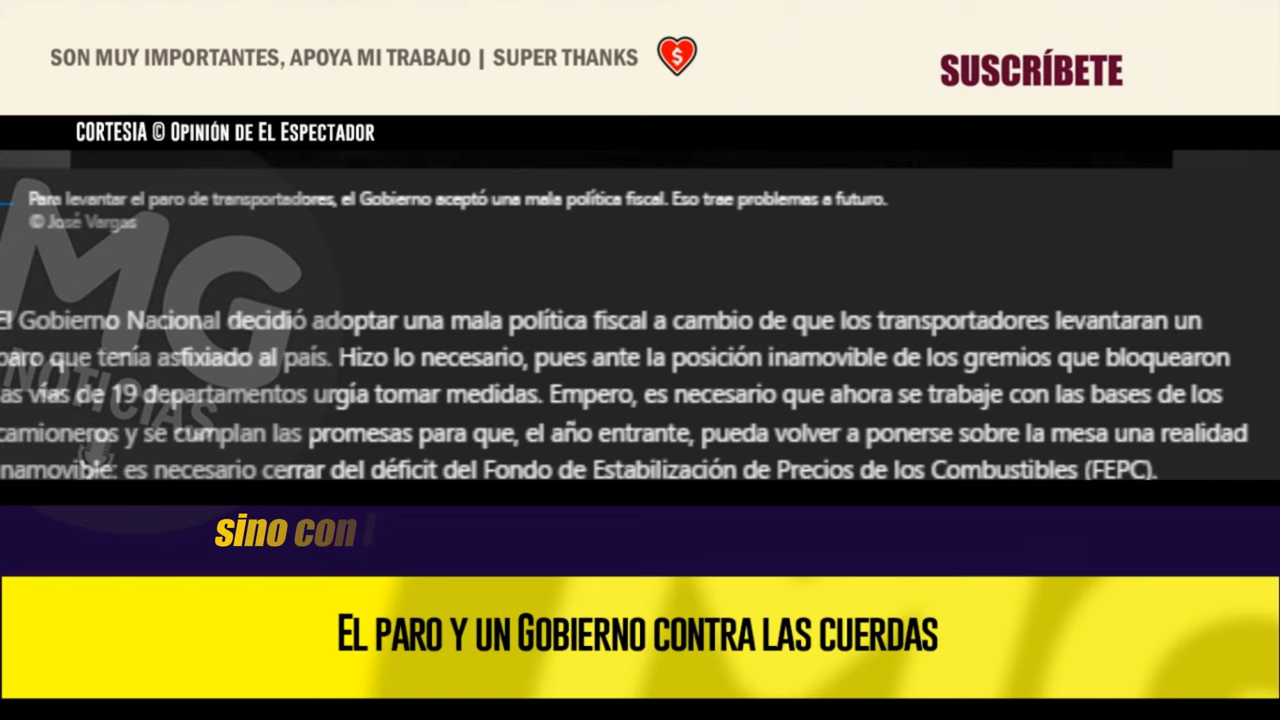 SON MUY IMPORTANTES, APOYA MI TRABAJO | SUPER THANKS
SUSCRÍBETE
CORTESIA © OPINIÓN DE EL ESPECTADOR
Para levantar el paro de transportadores, el Gobierno aceptó una mala política fiscal. Eso trae problemas a futuro.
© José Vargas
El Gobierno Nacional decidió adoptar una mala política fiscal a cambio de que los transportadores levantaran un
paro que tenía asfixiado al país. Hizo lo necesario, pues ante la posición inamovible de los gremios que bloquearon
as vías de 19 departamentos urgía tomar medidas. Empero, es necesario que ahora se trabaje con las bases de los
camioneros y se cumplan las promesas para que, el año entrante, pueda volver a ponerse sobre la mesa una realidad
namovible: es necesario cerrar del déficit del Fondo de Estabilización de Precios de los Combustibles (FEPC).
MG
NOTICIAS
sino con
EL PARO Y UN GOBIERNO CONTRA LAS CUERDAS